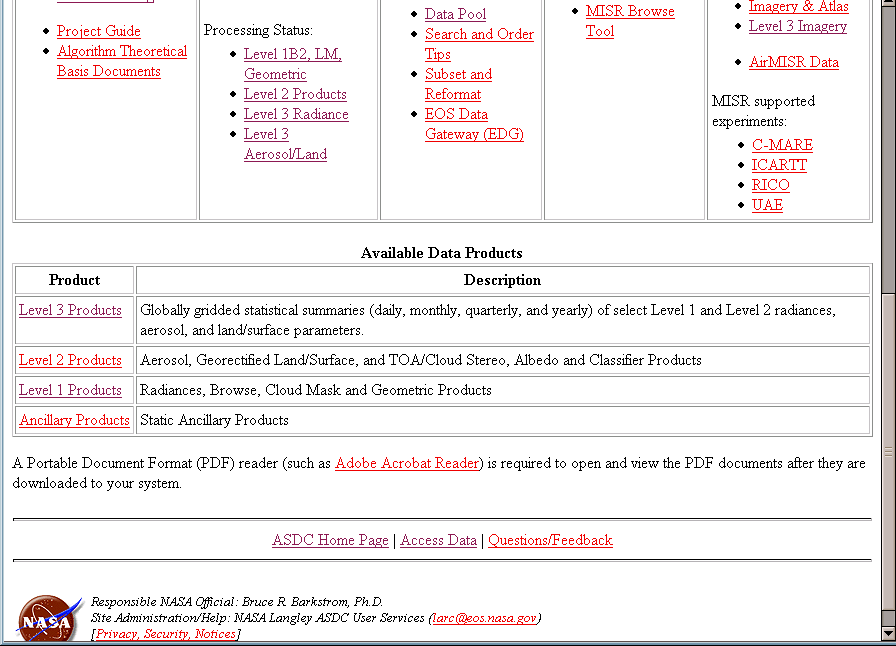 Project Guide
Algorithm Theoretical
Basis Documents
Processing Status:
Level 1B2, LM,
Geometric
Level 2 Products
Level 3 Radiance
Level 3
Aerosol/Land
Data Pool
Search and Order
Tips
Subset and
Reformat
EOS Data
Gateway (EDG)
MISR Browse
Tool
Imagery & Atlas
Level 3 Imagery
AirMISR Data
MISR supported
experiments:
C-MARE
ICARTT
RICO
UAE
Available Data Products
Product Description
Level 3 Products Globally gridded statistical summaries (daily, monthly, quarterly, and yearly) of select Level 1 and Level 2 radiances,
aerosol, and land/surface parameters.
Level 2 Products Aerosol, Georectified Land/Surface, and TOA/Cloud Stereo, Albedo and Classifier Products
Level 1 Products Radiances, Browse, Cloud Mask and Geometric Products
Ancillary Products Static Ancillary Products
A Portable Document Format (PDF) reader (such as Adobe Acrobat Reader) is required to open and view the PDF documents after they are
downloaded to your system.
ASDC Home Page | Access Data | Questions/Feedback
NASA
Responsible NASA Official: Bruce R. Barkstrom, Ph.D.
Site Administration/Help: NASA Langley ASDC User Services (larc@eos.nasa.gov)
[Privacy, Security, Notices]